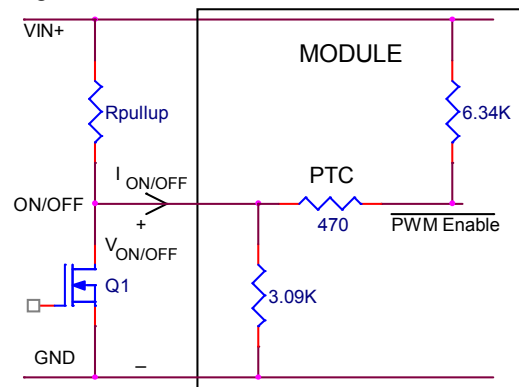 VIN+
MODULE
Rpullup
6.34K
I ON/OFF
PTC
ON/OFF
+
470
PWM Enable
V ON/OFF
Q1
3.09K
GND
–